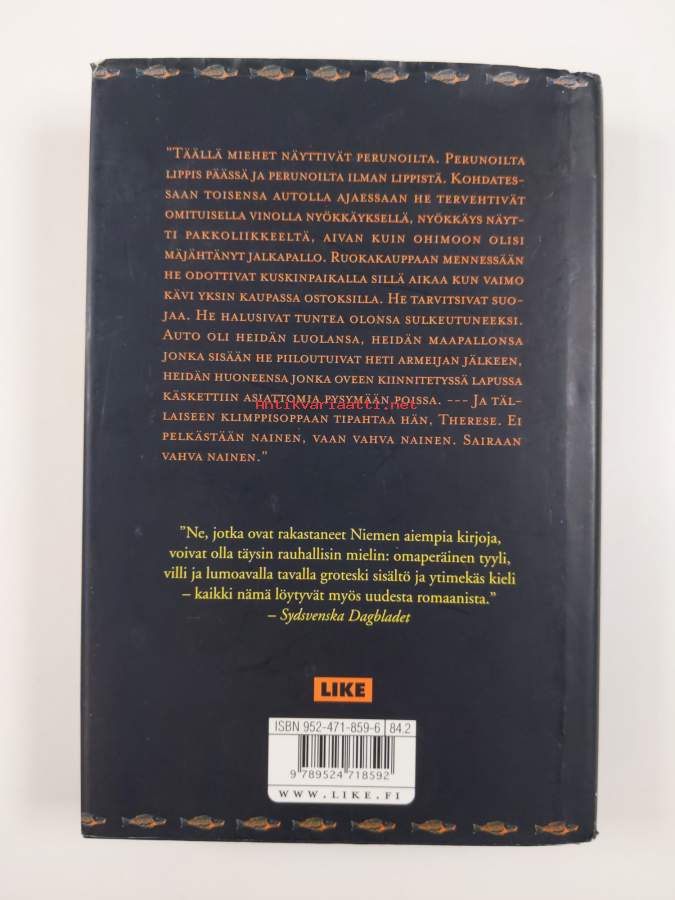 "Täällä miehet näyttivät perunoilta. Perunoilta
lippis päässä ja perunoilta ilman lippistä. Kohdates-
saan toisensa autolla ajaessaan he tervehtivät
omituisella vinolla nyökkäyksellä, nyökkäys näyt-
ti pakkoliikkeeltä, aivan kuin ohimoon olisi
mäjähtänyt jalkapallo. Ruokakauppaan mennessään
he odottivat kuskinpaikalla sillä aikaa kun vaimo
kävi yksin kaupassa ostoksilla. He tarvitsivat suo-
jaa. He halusivat tuntea olonsa sulkeutuneeksi.
Auto oli heidän luolansa, heidän maapallonsa
jonka sisään he piiloutuivat heti armeijan jälkeen,
heidän huoneensa jonka oveen kiinnitetyssä lapussa
käskettiin asiattomia pysymään poissa. --- Ja täl-
Antikvariaatti.net
laiseen klimppisoppaan tipahtaa hän, Therese. Ei
pelkästään nainen, vaan vahva nainen. Sairaan
vahva nainen."
"Ne, jotka ovat rakastaneet Niemen aiempia kirjoja,
voivat olla täysin rauhallisin mielin: omaperäinen tyyli,
villi ja lumoavalla tavalla groteski sisältö ja ytimekäs kieli
– kaikki nämä löytyvät myös uudesta romaanista."
– Sydsvenska Dagbladet
LIKE
ISBN 952-471-859-6 84.2
9 789524 718592
WWW.LIKE.FI